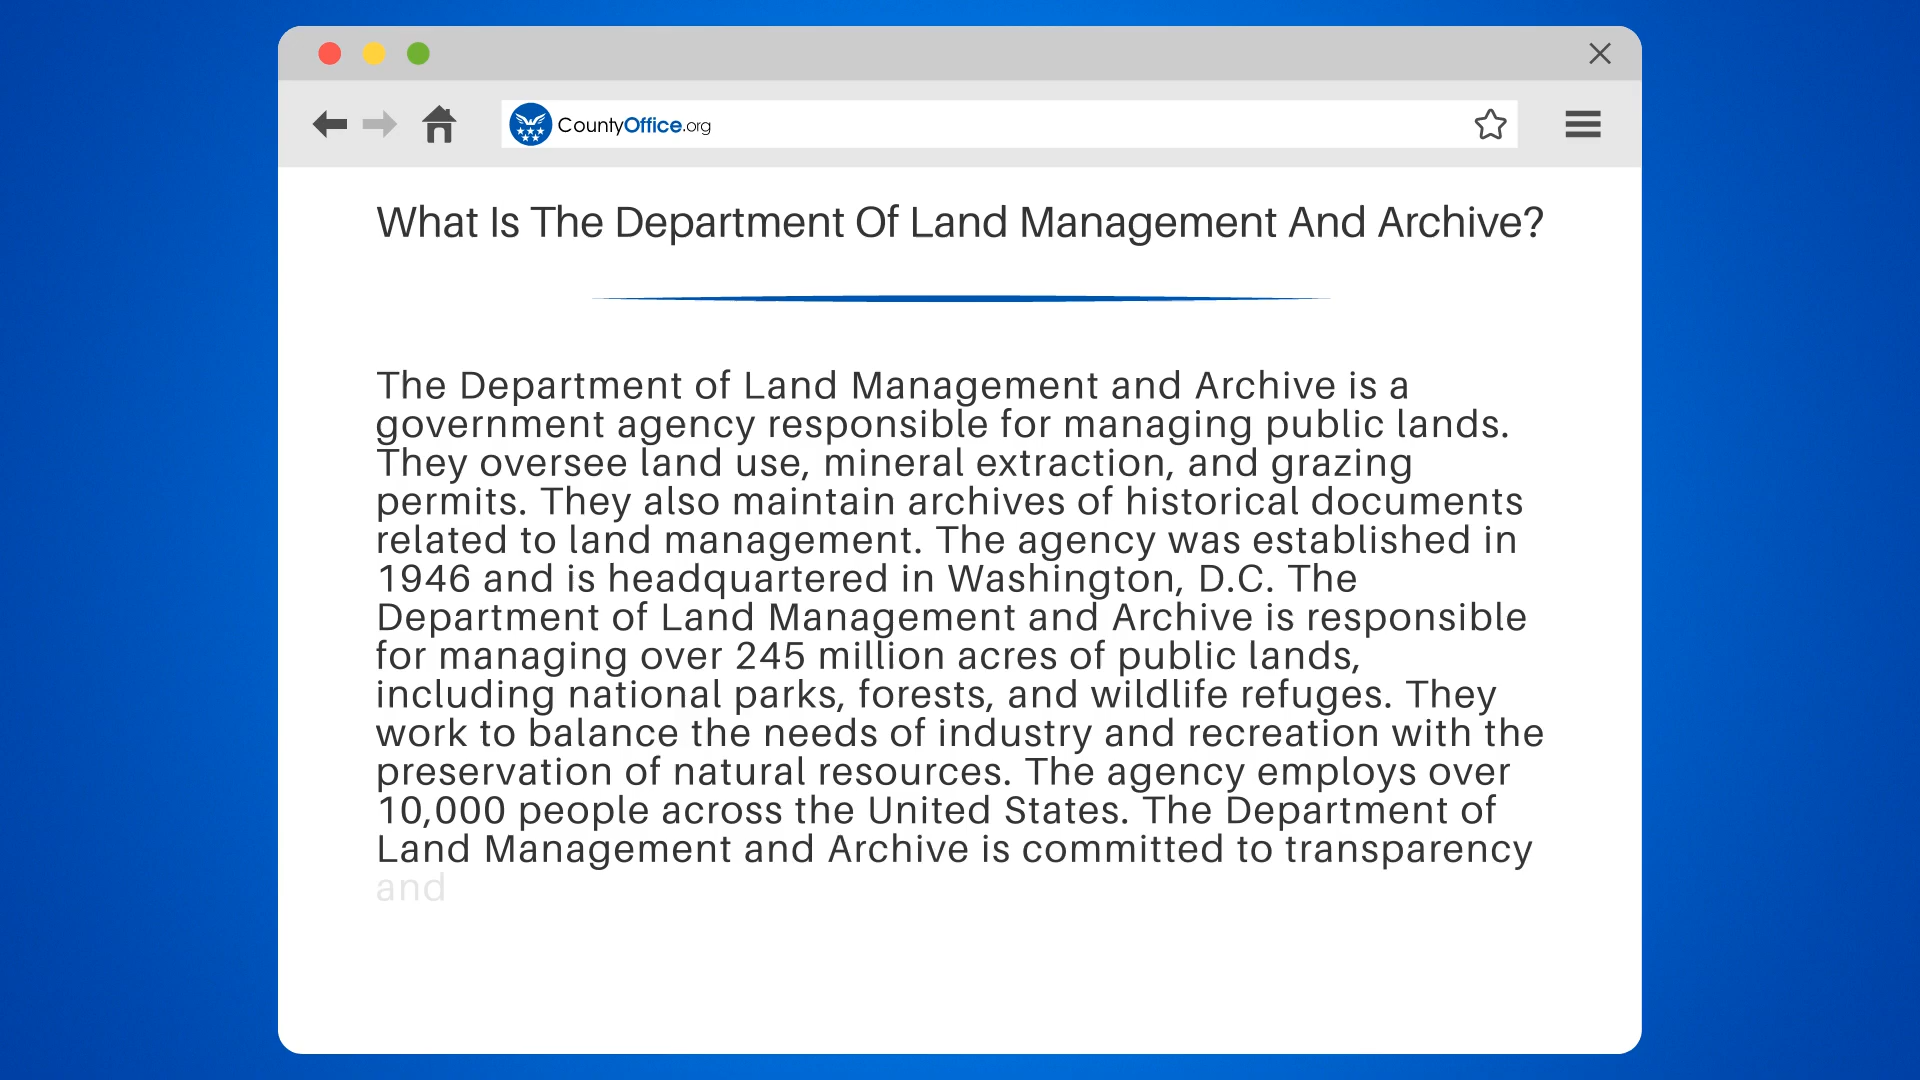 CountyOffice.org
What Is The Department Of Land Management And Archive?
The Department of Land Management and Archive is a
government agency responsible for managing public lands.
They oversee land use, mineral extraction, and grazing
permits. They also maintain archives of historical documents
related to land management. The agency was established in
1946 and is headquartered in Washington, D.C. The
Department of Land Management and Archive is responsible
for managing over 245 million acres of public lands,
including national parks, forests, and wildlife refuges. They
work to balance the needs of industry and recreation with the
preservation of natural resources. The agency employs over
10,000 people across the United States. The Department of
Land Management and Archive is committed to transparency
and